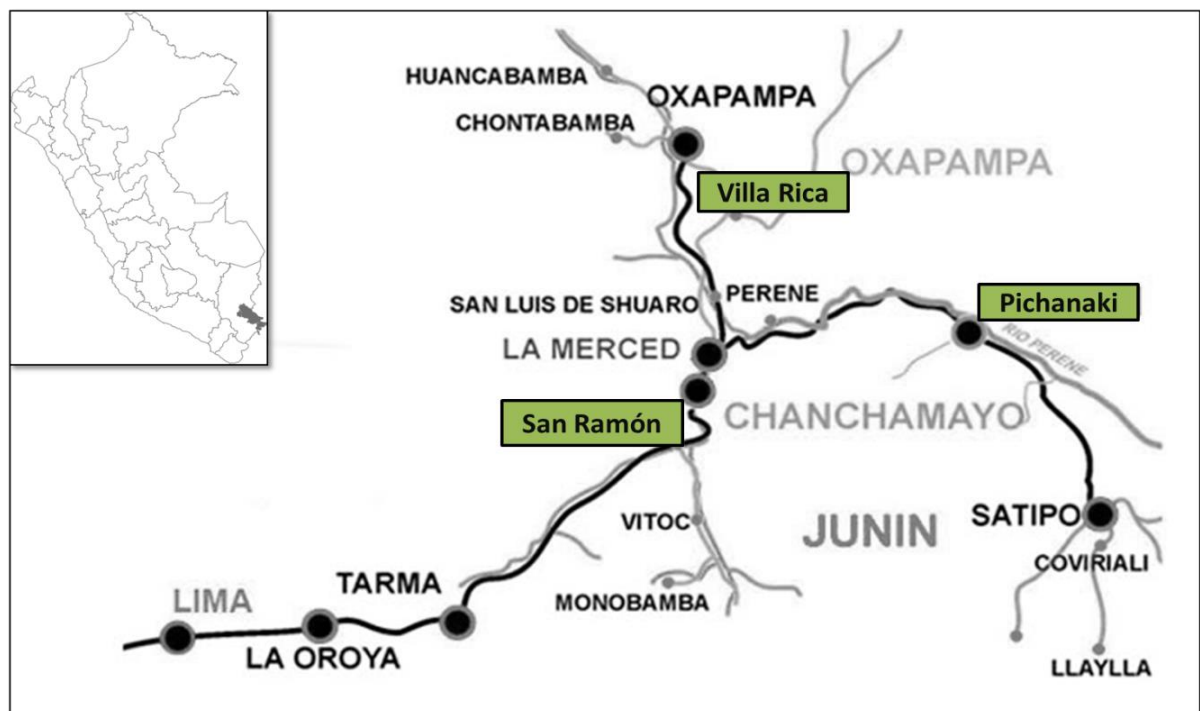 HUANCABAMBA
OXAPAMPA
CHONTABAMBA
OXAPAMPA
Villa Rica
SAN LUIS DE SHUARO
PERENE
Pichanaki
LA MERCED
RIO PERENE
San Ramón
CHANCHAMAYO
VITOC
JUNIN
SATIPO
COVIRIALI
TARMA
MONOBAMBA
LIMA
LA OROYA
LLAYLLA